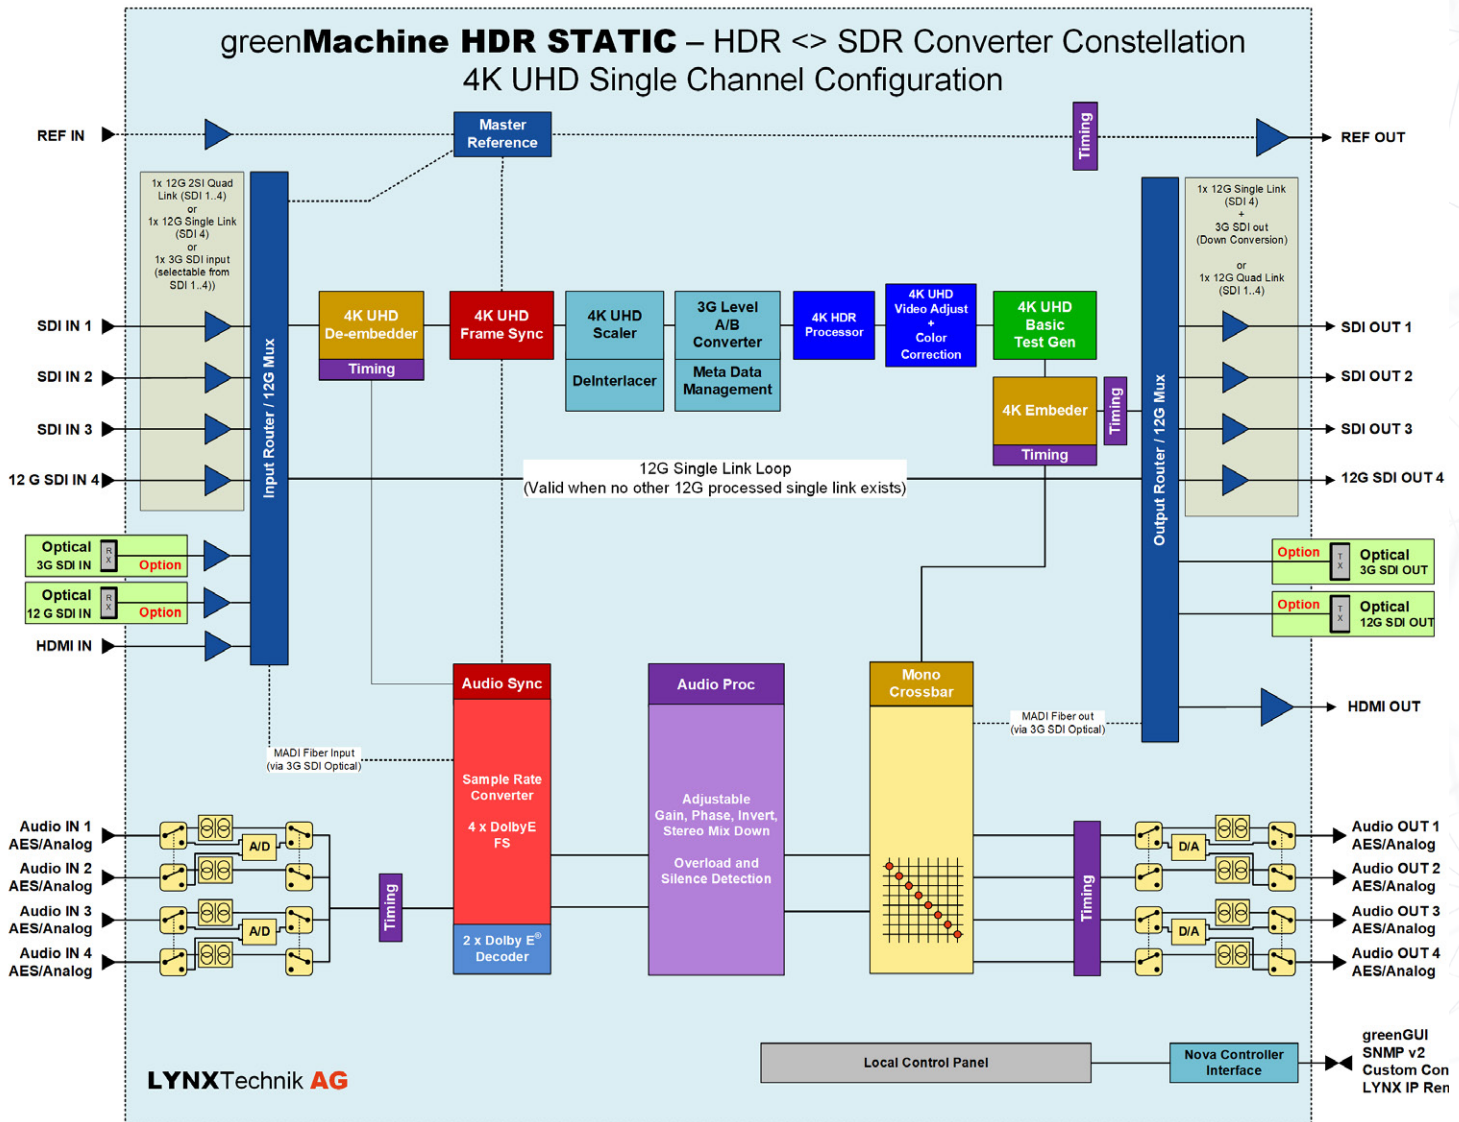 greenMachine HDR STATIC – HDR <> SDR Converter Constellation
4K UHD Single Channel Configuration
REF IN
Master
Reference
Timing
REF OUT
1x 12G 2SI Quad
Link (SDI 1..4)
or
1x 12G Single Link
(SDI 4)
or
1x 3G SDI input
(selectable from
SDI 1..4))
Input Router / 12G Mux
SDI IN 1
SDI IN 2
SDI IN 3
12 G SDI IN 4
Optical
3G SDI IN
RX
Option
Optical
12 G SDI IN
RX
Option
HDMI IN
4K UHD
De-embedder
Timing
4K UHD
Frame Sync
4K UHD
Scaler
DeInterlacer
3G Level
A/B
Converter
Meta Data
Management
4K HDR
Processor
4K UHD
Video Adjust
+
Color
Correction
4K UHD
Basic
Test Gen
4K Embeder
Timing
Timing
12G Single Link Loop
(Valid when no other 12G processed single link exists)
Output Router / 12G Mux
1x 12G Single Link
(SDI 4)
+
3G SDI out
(Down Conversion)
or
1x 12G Quad Link
(SDI 1..4)
SDI OUT 1
SDI OUT 2
SDI OUT 3
12G SDI OUT 4
Option
TX
Optical
3G SDI OUT
Option
TX
Optical
12G SDI OUT
HDMI OUT
MADI Fiber Input
(via 3G SDI Optical)
Audio Sync
Sample Rate
Converter
4 x DolbyE
FS
2 x Dolby E®
Decoder
Audio Proc
Adjustable
Gain, Phase, Invert,
Stereo Mix Down
Overload and
Silence Detection
Mono
Crossbar
MADI Fiber out
(via 3G SDI Optical)
Audio IN 1
AES/Analog
Audio IN 2
AES/Analog
Audio IN 3
AES/Analog
Audio IN 4
AES/Analog
A/D
A/D
Timing
Timing
D/A
D/A
Audio OUT 1
AES/Analog
Audio OUT 2
AES/Analog
Audio OUT 3
AES/Analog
Audio OUT 4
AES/Analog
Local Control Panel
Nova Controller
Interface
greenGUI
SNMP v2
Custom Con
LYNX IP Ren
LYNXTechnik AG